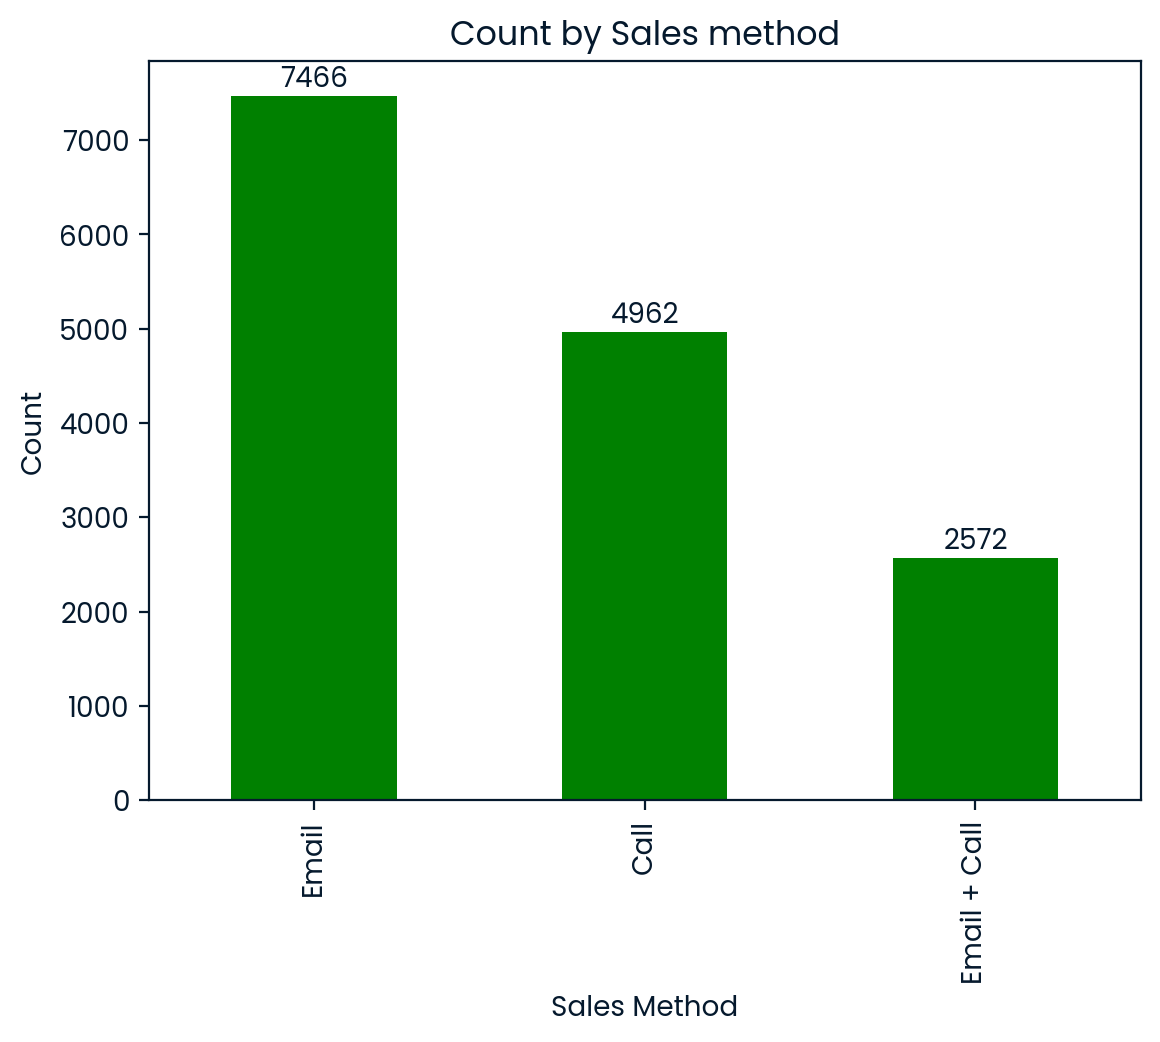 Count by Sales method
7466
7000
6000
4962
5000
Count
4000
3000
2572
2000
1000
0
Email
Call
Email + Call
Sales Method